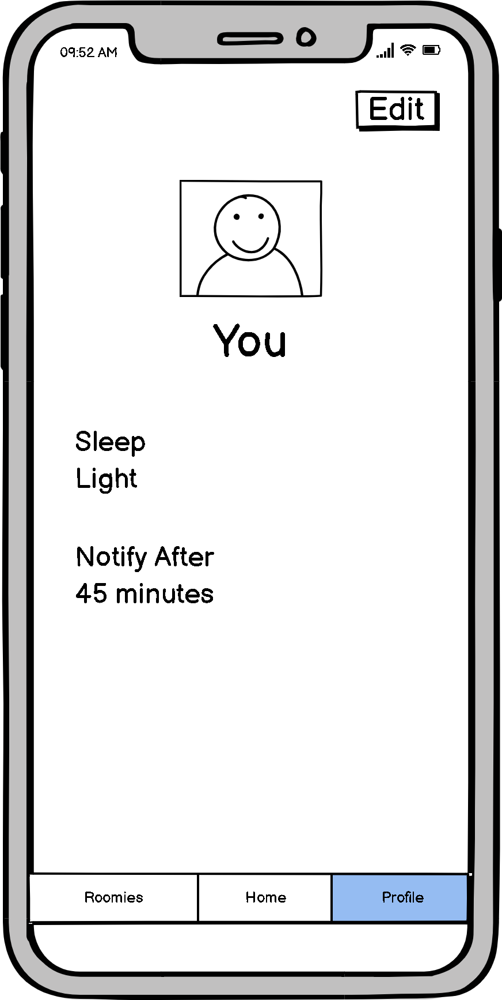 09:52 AM
Edit
You
Sleep
Light
Notify After
45 minutes
Roomies
Home
Profile